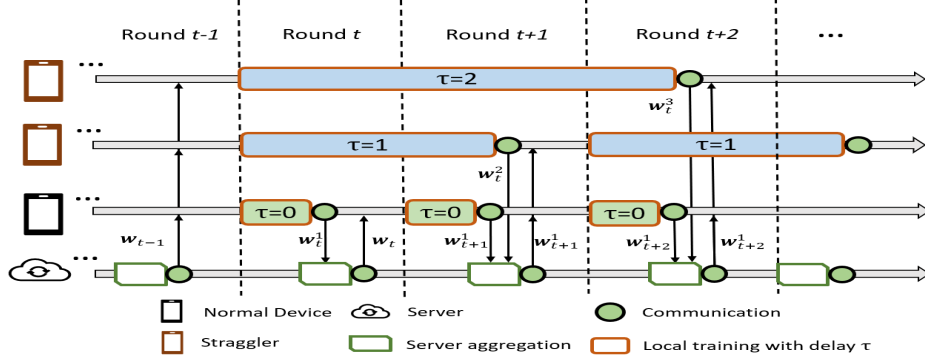 Round t-1 Round t Round t+1 Round t+2 ...
... τ=2
w_t^3
... τ=1 τ=1
w_t^2
... τ=0 τ=0 τ=0
w_{t-1} w_t^1 w_t w_{t+1}^1 w_{t+1}^1 w_{t+2}^1 w_{t+2}^1
...
Normal Device Server Communication
Straggler Server aggregation Local training with delay τ